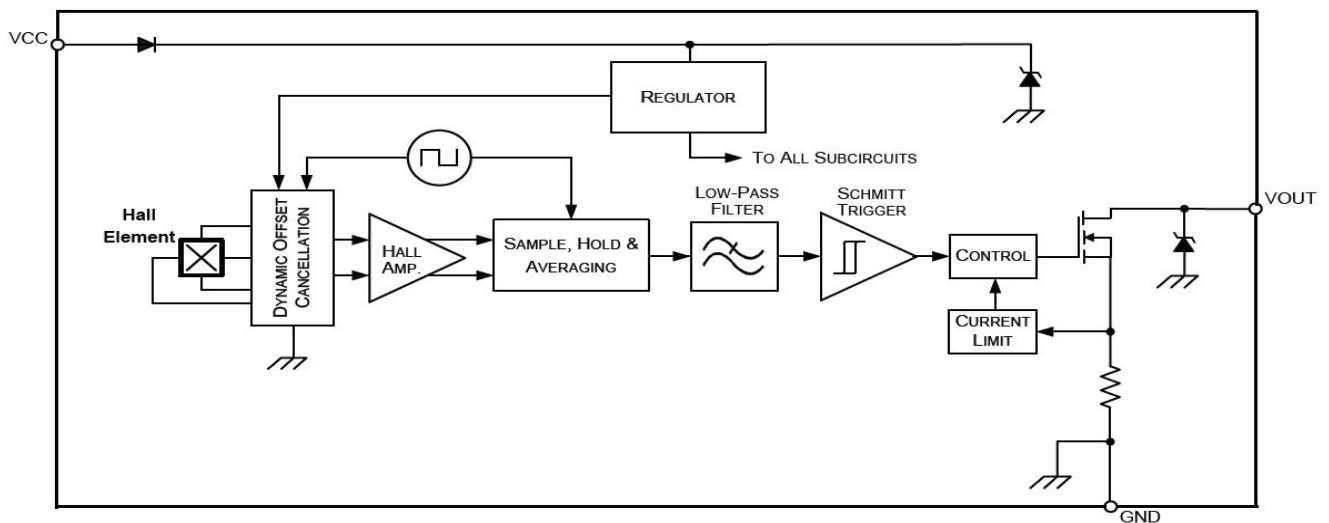 VCC
REGULATOR
TO ALL SUBCIRCUITS
Hall
Element
DYNAMIC OFFSET
CANCELLATION
HALL
AMP.
SAMPLE, HOLD &
AVERAGING
LOW-PASS
FILTER
SCHMITT
TRIGGER
CONTROL
CURRENT
LIMIT
VOUT
GND